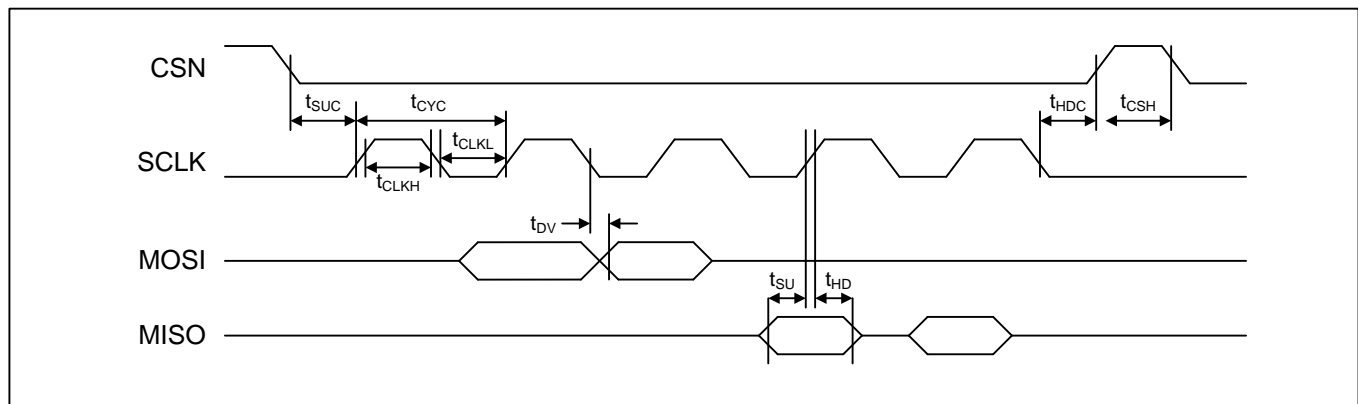 CSN
tSUC
tCYC
tHDC
tCSH
tCLKL
SCLK
tCLKH
tDV
MOSI
tSU
tHD
MISO